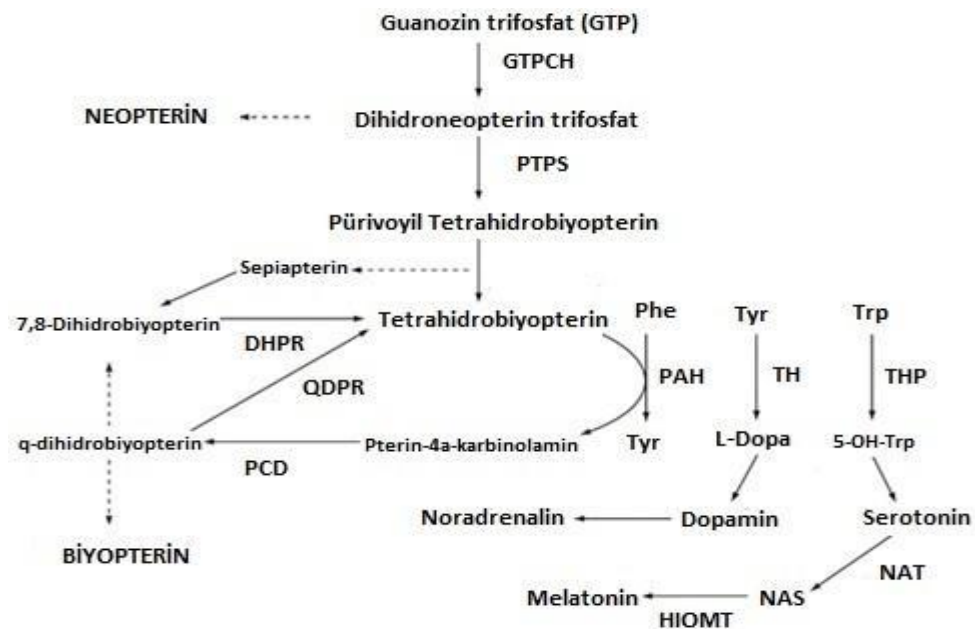 Guanozin trifosfat (GTP)
GTPCH
NEOPTERİN
Dihidroneopterin trifosfat
PTPS
Pürivoyil Tetrahidrobiyopterin
Sepiapterin
7,8-Dihidrobiyopterin
Tetrahidrobiyopterin
Phe
Tyr
Trp
DHPR
QDPR
PAH
TH
THP
q-dihidrobiyopterin
Pterin-4a-karbinolamin
Tyr
L-Dopa
5-OH-Trp
PCD
Noradrenalin
Dopamin
Serotonin
BİYOPTERİN
NAT
Melatonin
NAS
HIOMT